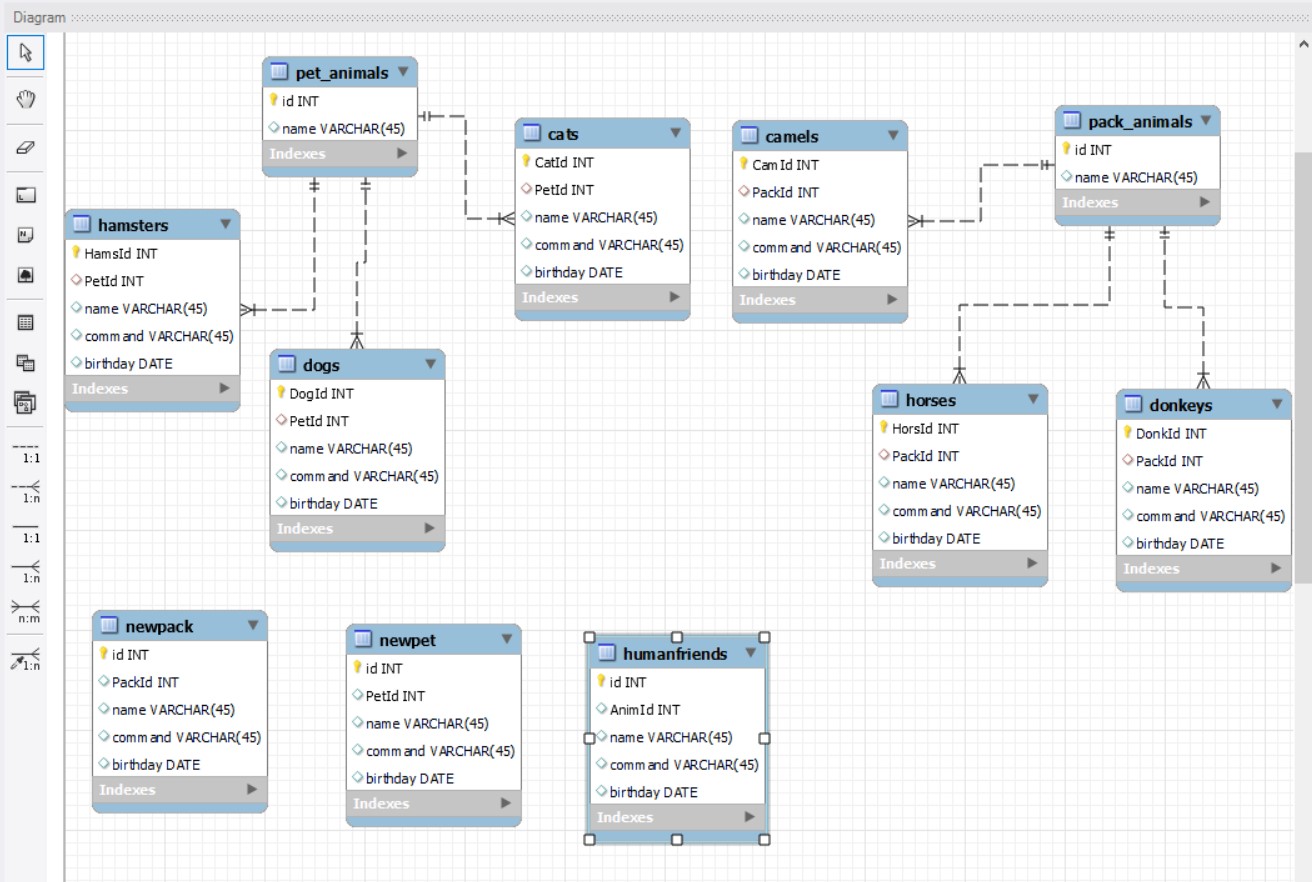 Diagram
pet_animals
id INT
name VARCHAR(45)
Indexes
cats
CatId INT
PetId INT
name VARCHAR(45)
command VARCHAR(45)
birthday DATE
Indexes
camels
CamId INT
PackId INT
name VARCHAR(45)
command VARCHAR(45)
birthday DATE
Indexes
pack_animals
id INT
name VARCHAR(45)
Indexes
hamsters
HamsId INT
PetId INT
name VARCHAR(45)
command VARCHAR(45)
birthday DATE
Indexes
dogs
DogId INT
PetId INT
name VARCHAR(45)
command VARCHAR(45)
birthday DATE
Indexes
horses
HorsId INT
PackId INT
name VARCHAR(45)
command VARCHAR(45)
birthday DATE
Indexes
donkeys
DonkId INT
PackId INT
name VARCHAR(45)
command VARCHAR(45)
birthday DATE
Indexes
1:1
1:n
1:1
1:n
n:m
1:n
newpack
id INT
PackId INT
name VARCHAR(45)
command VARCHAR(45)
birthday DATE
Indexes
newpet
id INT
PetId INT
name VARCHAR(45)
command VARCHAR(45)
birthday DATE
Indexes
humanfriends
id INT
AnimId INT
name VARCHAR(45)
command VARCHAR(45)
birthday DATE
Indexes